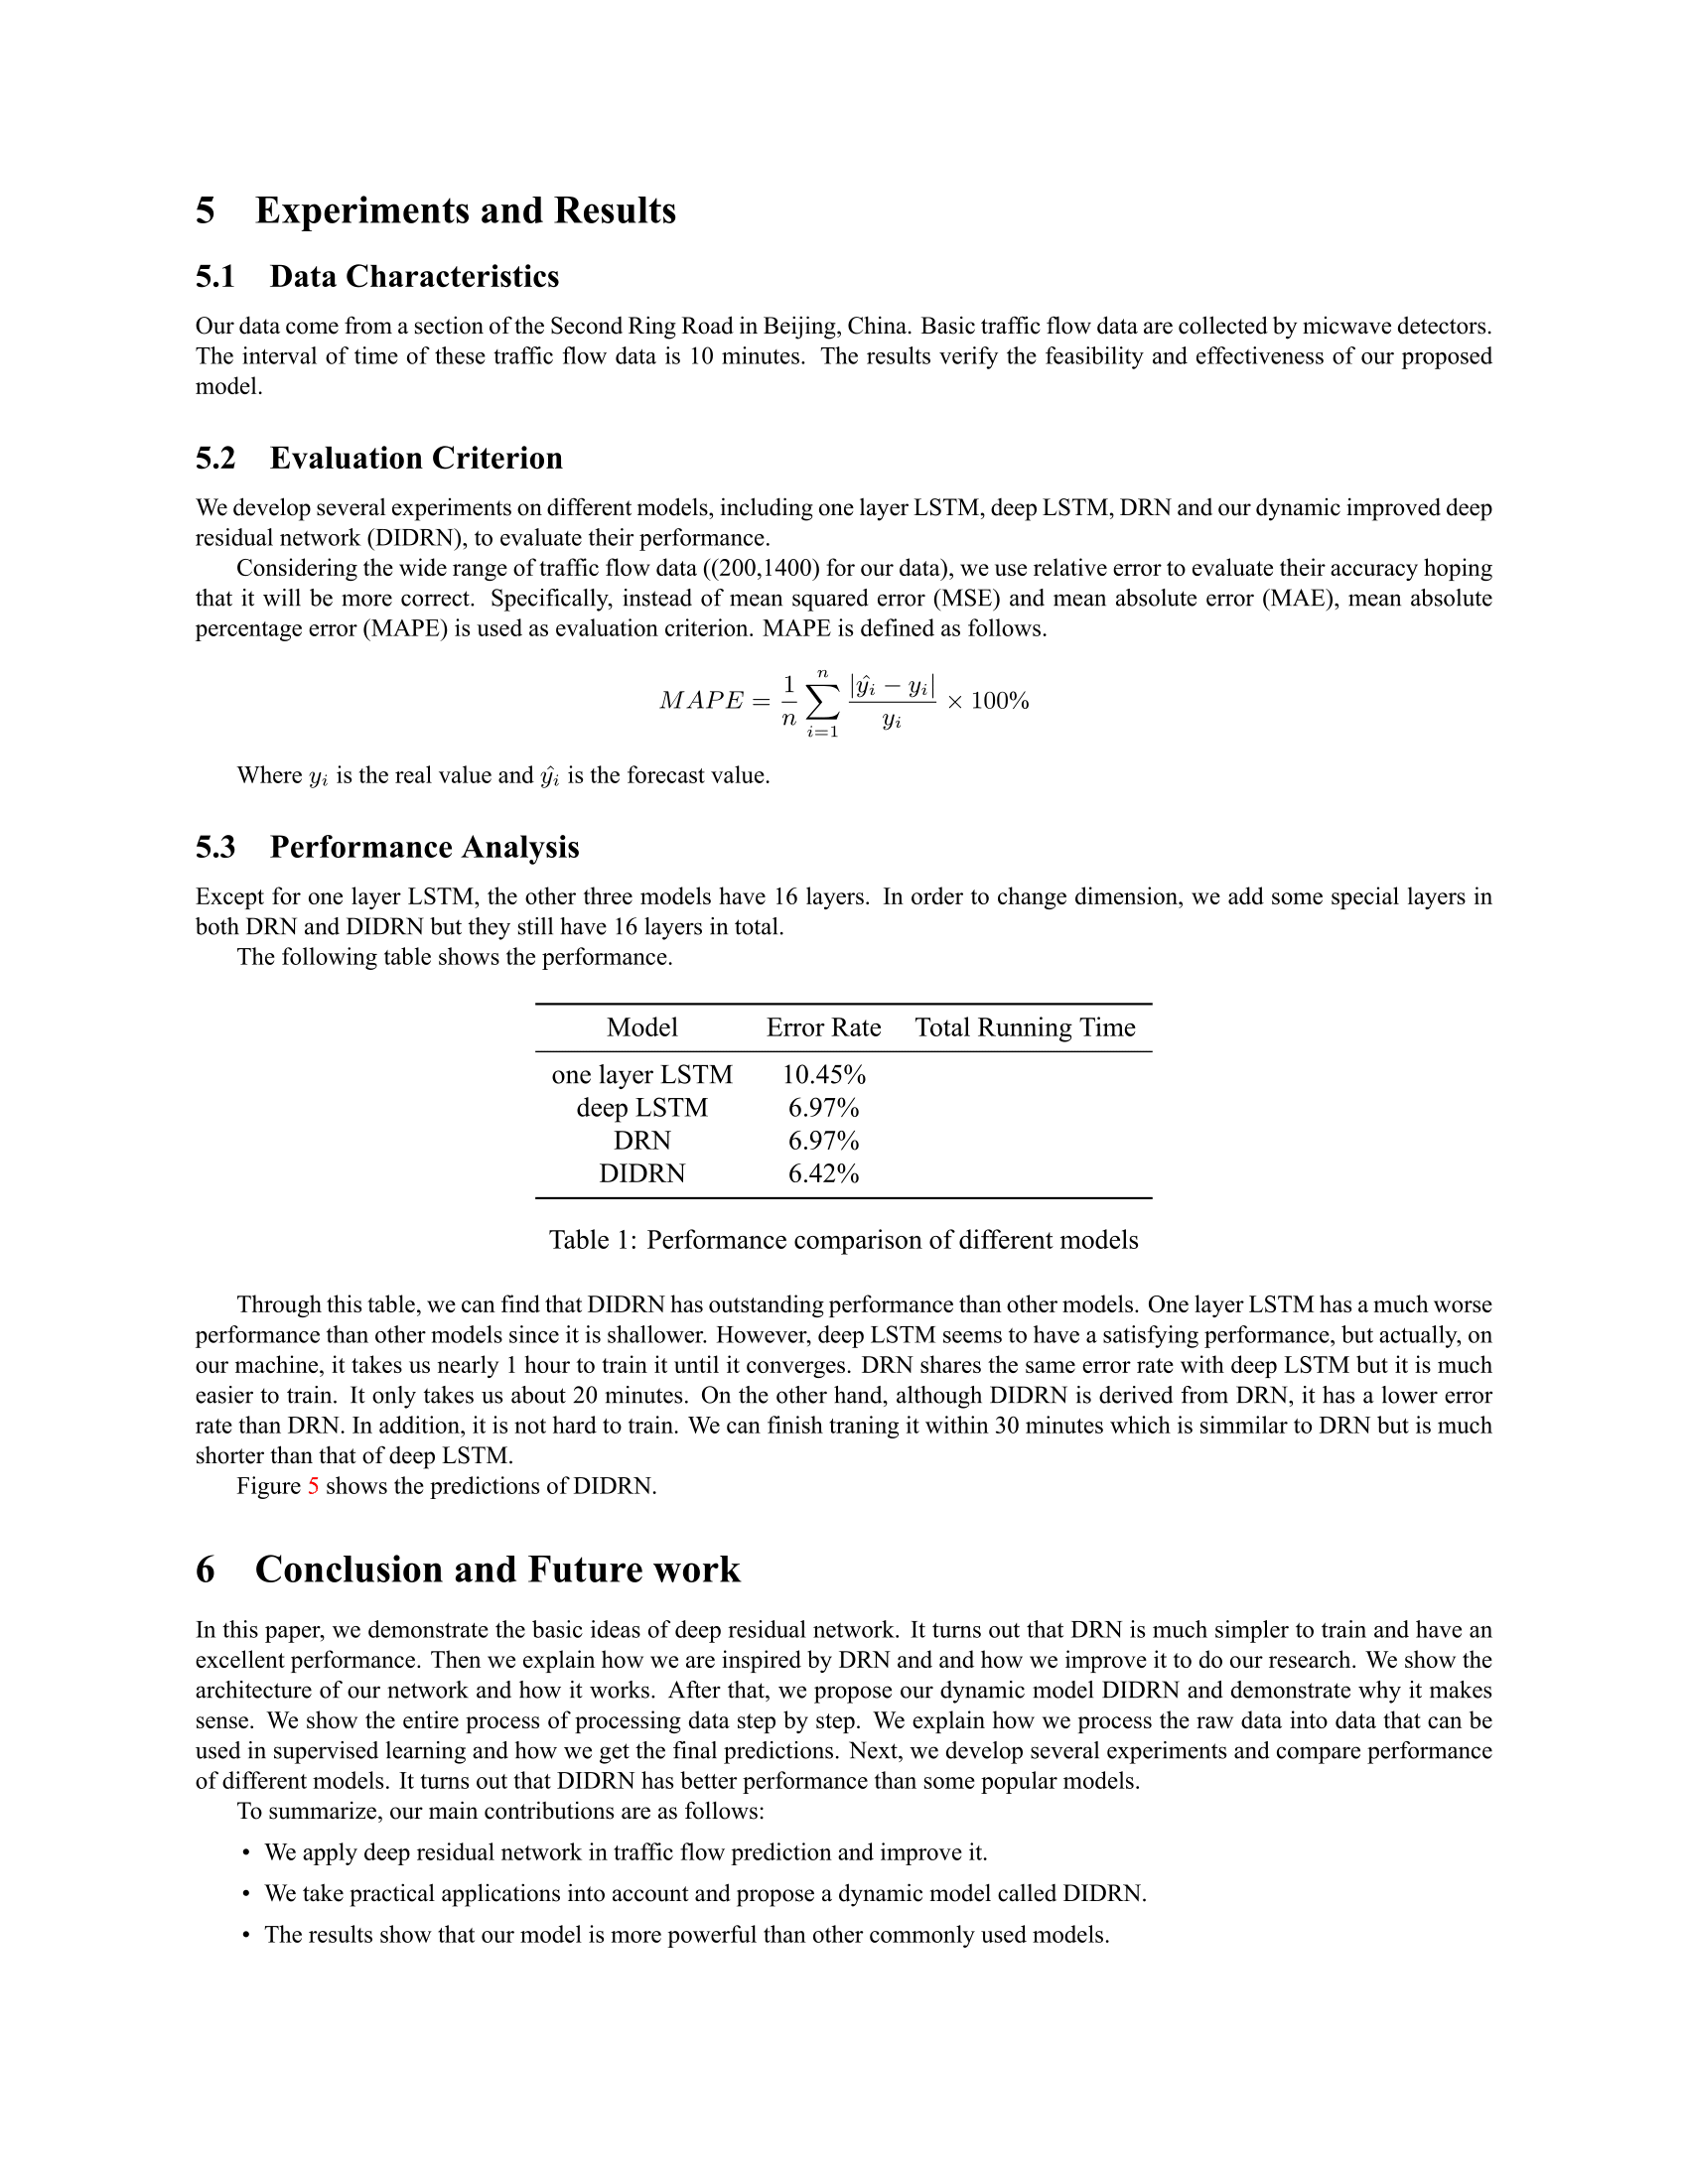 5 Experiments and Results
5.1 Data Characteristics
Our data come from a section of the Second Ring Road in Beijing, China. Basic traffic flow data are collected by micwave detectors.
The interval of time of these traffic flow data is 10 minutes. The results verify the feasibility and effectiveness of our proposed
model.
5.2 Evaluation Criterion
We develop several experiments on different models, including one layer LSTM, deep LSTM, DRN and our dynamic improved deep
residual network (DIDRN), to evaluate their performance.
Considering the wide range of traffic flow data ((200,1400) for our data), we use relative error to evaluate their accuracy hoping
that it will be more correct. Specifically, instead of mean squared error (MSE) and mean absolute error (MAE), mean absolute
percentage error (MAPE) is used as evaluation criterion. MAPE is defined as follows.
$MAPE = \frac{1}{n} \sum_{i=1}^{n} \frac{|\hat{y_i} - y_i|}{y_i} \times 100\%$
Where $y_i$ is the real value and $\hat{y_i}$ is the forecast value.
5.3 Performance Analysis
Except for one layer LSTM, the other three models have 16 layers. In order to change dimension, we add some special layers in
both DRN and DIDRN but they still have 16 layers in total.
The following table shows the performance.
Model Error Rate Total Running Time
one layer LSTM 10.45%
deep LSTM 6.97%
DRN 6.97%
DIDRN 6.42%
Table 1: Performance comparison of different models
Through this table, we can find that DIDRN has outstanding performance than other models. One layer LSTM has a much worse
performance than other models since it is shallower. However, deep LSTM seems to have a satisfying performance, but actually, on
our machine, it takes us nearly 1 hour to train it until it converges. DRN shares the same error rate with deep LSTM but it is much
easier to train. It only takes us about 20 minutes. On the other hand, although DIDRN is derived from DRN, it has a lower error
rate than DRN. In addition, it is not hard to train. We can finish traning it within 30 minutes which is simmilar to DRN but is much
shorter than that of deep LSTM.
Figure 5 shows the predictions of DIDRN.
6 Conclusion and Future work
In this paper, we demonstrate the basic ideas of deep residual network. It turns out that DRN is much simpler to train and have an
excellent performance. Then we explain how we are inspired by DRN and and how we improve it to do our research. We show the
architecture of our network and how it works. After that, we propose our dynamic model DIDRN and demonstrate why it makes
sense. We show the entire process of processing data step by step. We explain how we process the raw data into data that can be
used in supervised learning and how we get the final predictions. Next, we develop several experiments and compare performance
of different models. It turns out that DIDRN has better performance than some popular models.
To summarize, our main contributions are as follows:
• We apply deep residual network in traffic flow prediction and improve it.
• We take practical applications into account and propose a dynamic model called DIDRN.
• The results show that our model is more powerful than other commonly used models.